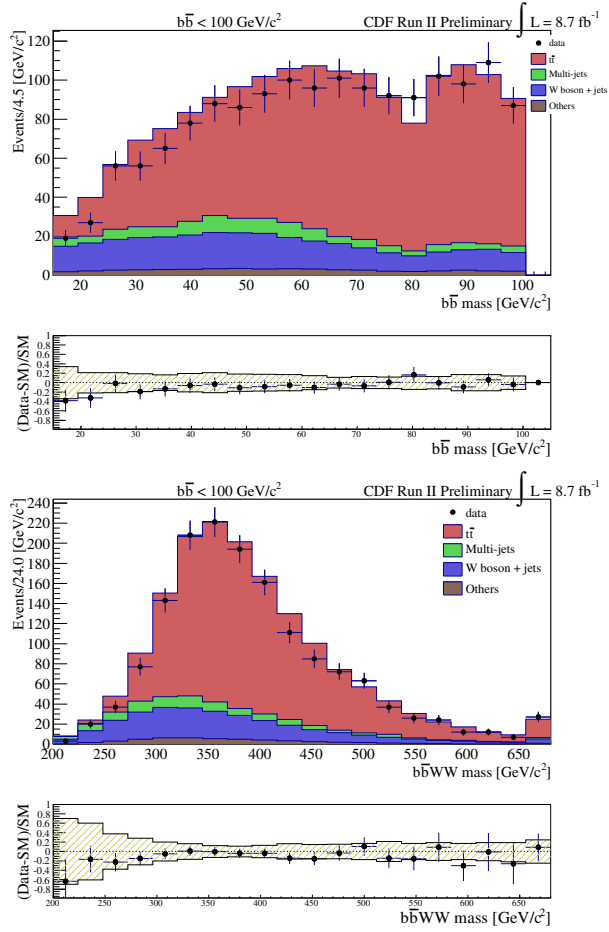 bb̄ < 100 GeV/c² CDF Run II Preliminary ∫ L = 8.7 fb⁻¹
Events/4.5 [GeV/c²]
120
100
80
60
40
20
0
data
tt̄
Multi-jets
W boson + jets
Others
20 30 40 50 60 70 80 90 100
bb̄ mass [GeV/c²]
(Data-SM)/SM
1
0.8
0.6
0.4
0.2
0
-0.2
-0.4
-0.6
-0.8
20 30 40 50 60 70 80 90 100
bb̄ mass [GeV/c²]
bb̄ < 100 GeV/c² CDF Run II Preliminary ∫ L = 8.7 fb⁻¹
Events/24.0 [GeV/c²]
240
220
200
180
160
140
120
100
80
60
40
20
0
data
tt̄
Multi-jets
W boson + jets
Others
200 250 300 350 400 450 500 550 600 650
bb̄WW mass [GeV/c²]
(Data-SM)/SM
1
0.8
0.6
0.4
0.2
0
-0.2
-0.4
-0.6
-0.8
200 250 300 350 400 450 500 550 600 650
bb̄WW mass [GeV/c²]